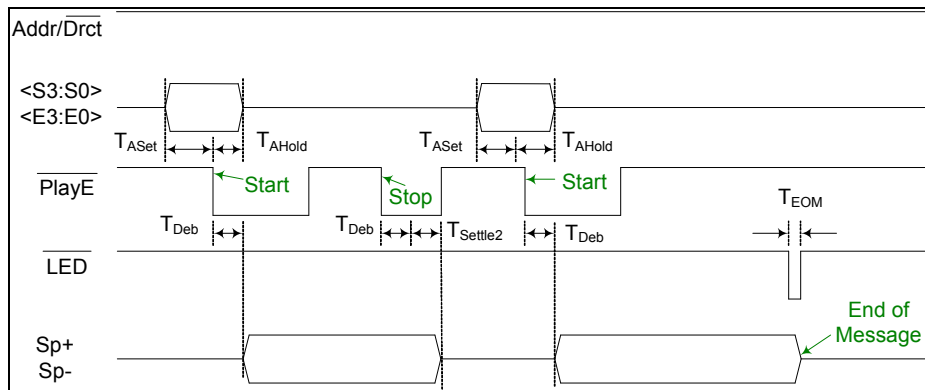 Addr/Drct
<S3:S0>
<E3:E0>
TASet
TAHold
TASet
TAHold
PlayE
Start
Stop
Start
TEOM
TDeb
TDeb
TSettle2
TDeb
LED
End of
Message
Sp+
Sp-